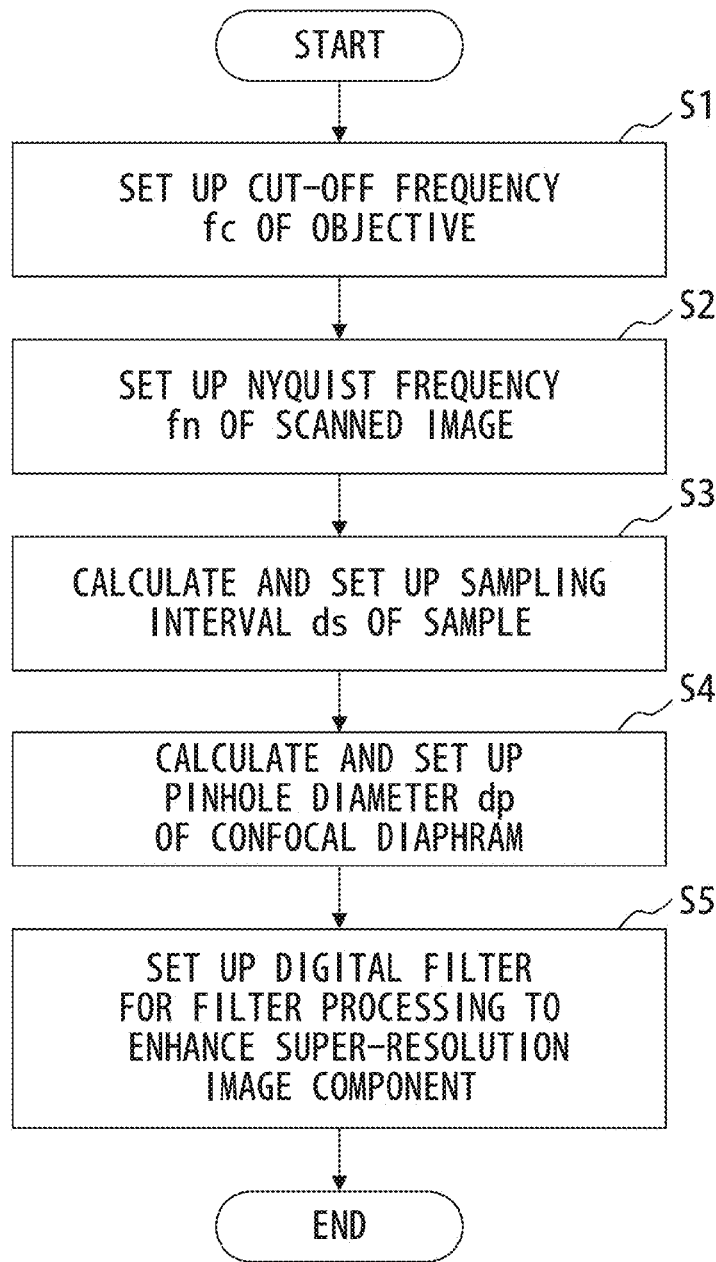 START
S1
SET UP CUT-OFF FREQUENCY
fc OF OBJECTIVE
S2
SET UP NYQUIST FREQUENCY
fn OF SCANNED IMAGE
S3
CALCULATE AND SET UP SAMPLING
INTERVAL ds OF SAMPLE
S4
CALCULATE AND SET UP
PINHOLE DIAMETER dp
OF CONFOCAL DIAPHRAM
S5
SET UP DIGITAL FILTER
FOR FILTER PROCESSING TO
ENHANCE SUPER-RESOLUTION
IMAGE COMPONENT
END